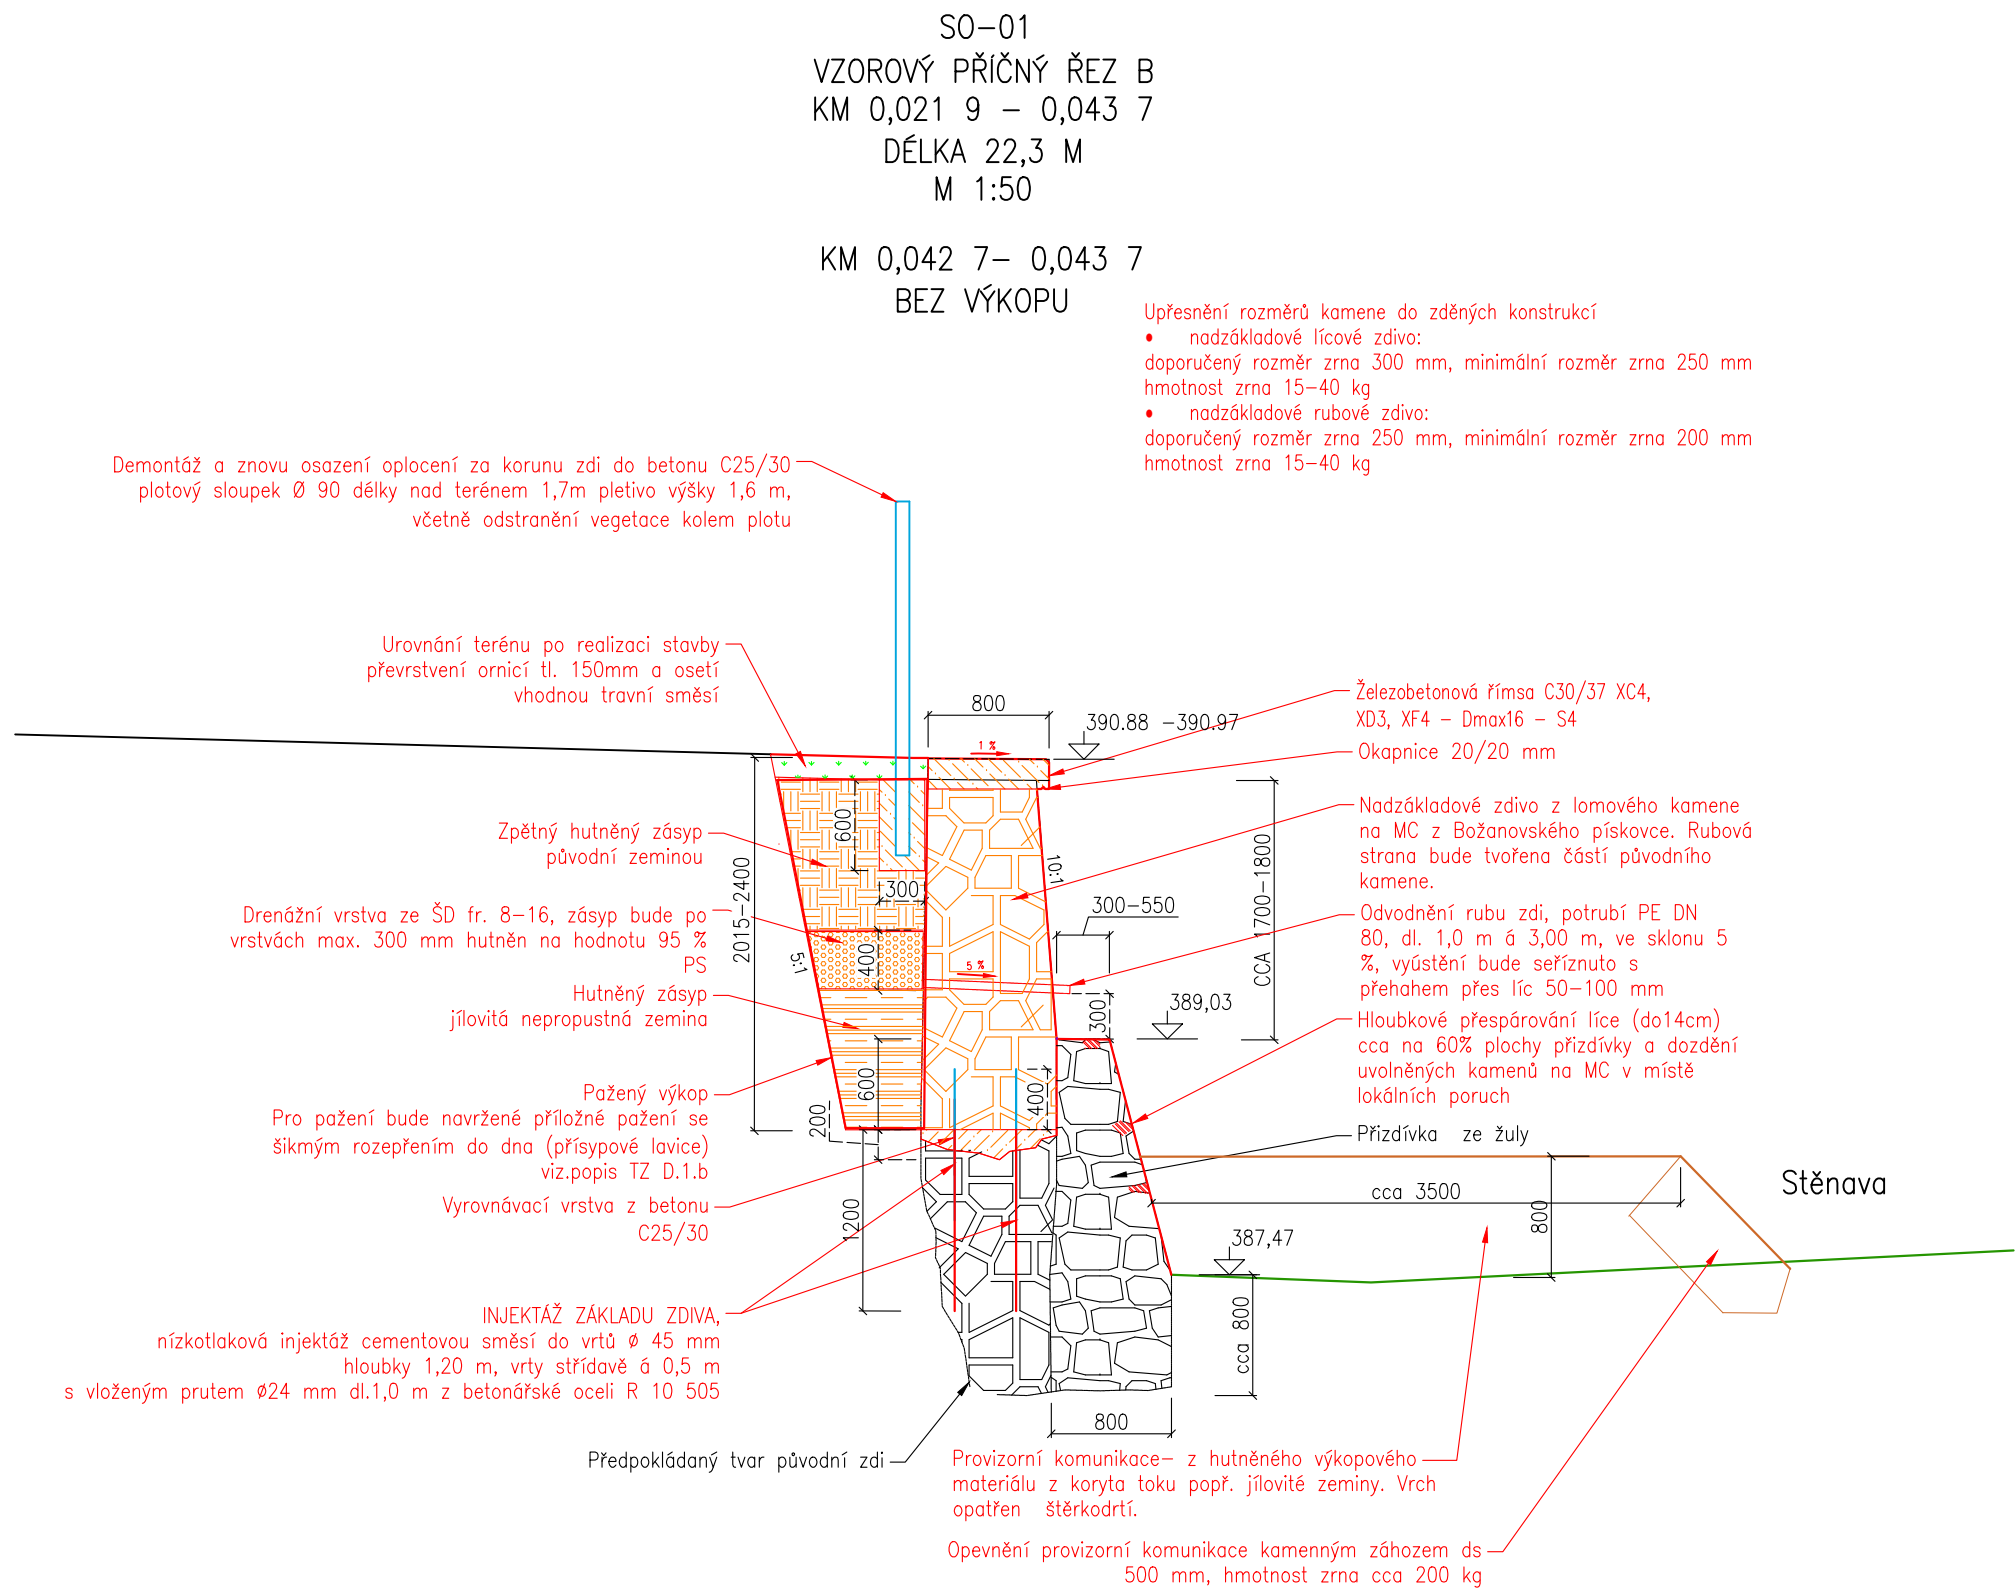 SO-01
VZOROVÝ PŘÍČNÝ ŘEZ B
KM 0,021 9 - 0,043 7
DÉLKA 22,3 M
M 1:50
KM 0,042 7- 0,043 7
BEZ VÝKOPU
Upřesnění rozměrů kamene do zděných konstrukcí
• nadzákladové lícové zdivo:
doporučený rozměr zrna 300 mm, minimální rozměr zrna 250 mm
hmotnost zrna 15-40 kg
• nadzákladové rubové zdivo:
doporučený rozměr zrna 250 mm, minimální rozměr zrna 200 mm
hmotnost zrna 15-40 kg
Demontáž a znovu osazení oplocení za korunu zdi do betonu C25/30
plotový sloupek Ø 90 délky nad terénem 1,7m pletivo výšky 1,6 m,
včetně odstranění vegetace kolem plotu
Urovnání terénu po realizaci stavby
převrstvení ornicí tl. 150mm a osetí
vhodnou travní směsí
Zpětný hutněný zásyp
původní zeminou
Drenážní vrstva ze ŠD fr. 8-16, zásyp bude po
vrstvách max. 300 mm hutněn na hodnotu 95 %
PS
Hutněný zásyp
jílovitá nepropustná zemina
Pažený výkop
Pro pažení bude navržené příložné pažení se
šikmým rozepřením do dna (přísypové lavice)
viz.popis TZ D.1.b
Vyrovnávací vrstva z betonu
C25/30
INJEKTÁŽ ZÁKLADU ZDIVA,
nízkotlaková injektáž cementovou směsí do vrtů ø 45 mm
hloubky 1,20 m, vrty střídavě á 0,5 m
s vloženým prutem ø24 mm dl.1,0 m z betonářské oceli R 10 505
Předpokládaný tvar původní zdi
800
390.88 -390.97
1 %
600
300
400
5 %
2015-2400
5:1
10:1
600
200
1200
400
300-550
300
389,03
CCA 1700-1800
387,47
cca 3500
800
cca 800
800
Stěnava
Železobetonová římsa C30/37 XC4,
XD3, XF4 - Dmax16 - S4
Okapnice 20/20 mm
Nadzákladové zdivo z lomového kamene
na MC z Božanovského pískovce. Rubová
strana bude tvořena částí původního
kamene.
Odvodnění rubu zdi, potrubí PE DN
80, dl. 1,0 m á 3,00 m, ve sklonu 5
%, vyústění bude seříznuto s
přehahem přes líc 50-100 mm
Hloubkové přespárování líce (do14cm)
cca na 60% plochy přizdívky a dozdění
uvolněných kamenů na MC v místě
lokálních poruch
Přizdívka ze žuly
Provizorní komunikace- z hutněného výkopového
materiálu z koryta toku popř. jílovité zeminy. Vrch
opatřen štěrkodrtí.
Opevnění provizorní komunikace kamenným záhozem ds
500 mm, hmotnost zrna cca 200 kg